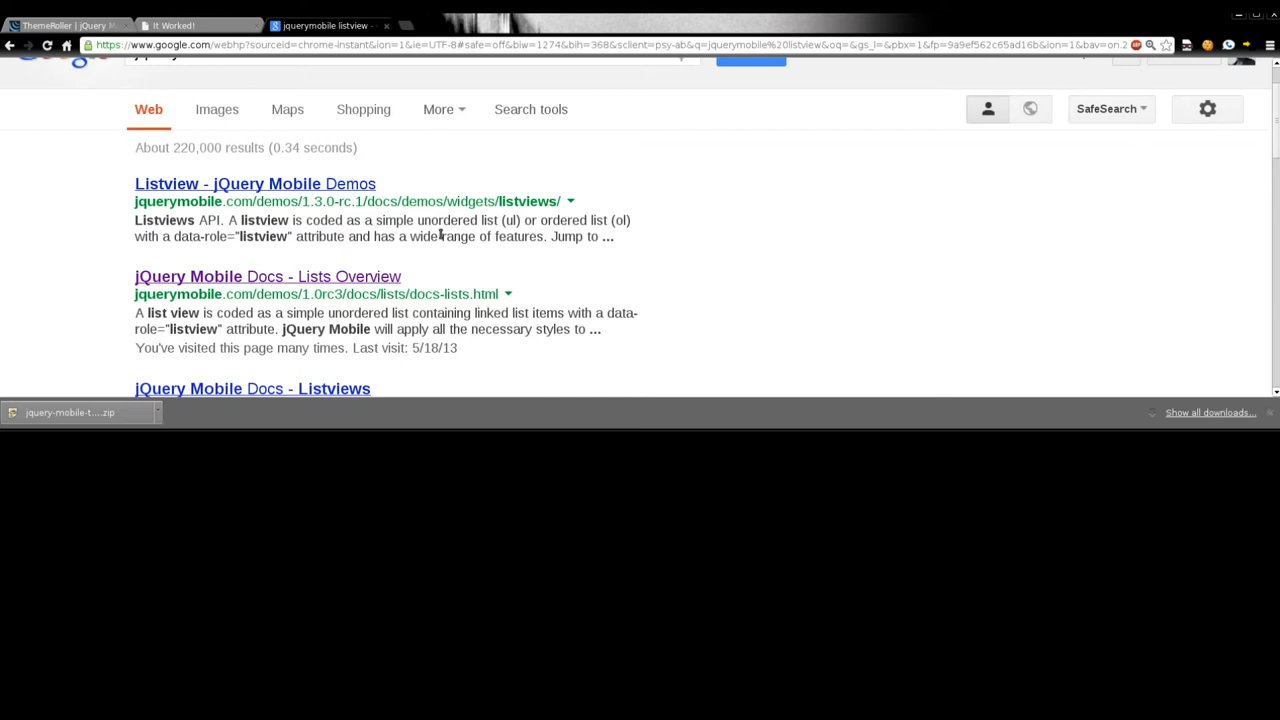 ThemeRoller | jQuery M
It Worked!
jquerymobile listview -
https://www.google.com/webhp?sourceid=chrome-instant&ion=1&ie=UTF-8#safe=off&biw=1274&bih=368&sclient=psy-ab&q=jquerymobile%20listview&oq=&gs_l=&pbx=1&fp=9a9ef562c65ad16b&ion=1&bav=on.2
Web
Images
Maps
Shopping
More
Search tools
SafeSearch
About 220,000 results (0.34 seconds)
Listview - jQuery Mobile Demos
jquerymobile.com/demos/1.3.0-rc.1/docs/demos/widgets/listviews/
Listviews API. A listview is coded as a simple unordered list (ul) or ordered list (ol)
with a data-role="listview" attribute and has a wide range of features. Jump to ...
jQuery Mobile Docs - Lists Overview
jquerymobile.com/demos/1.0rc3/docs/lists/docs-lists.html
A list view is coded as a simple unordered list containing linked list items with a data-
role="listview" attribute. jQuery Mobile will apply all the necessary styles to ...
You've visited this page many times. Last visit: 5/18/13
jQuery Mobile Docs - Listviews
jquery-mobile-t....zip
Show all downloads...